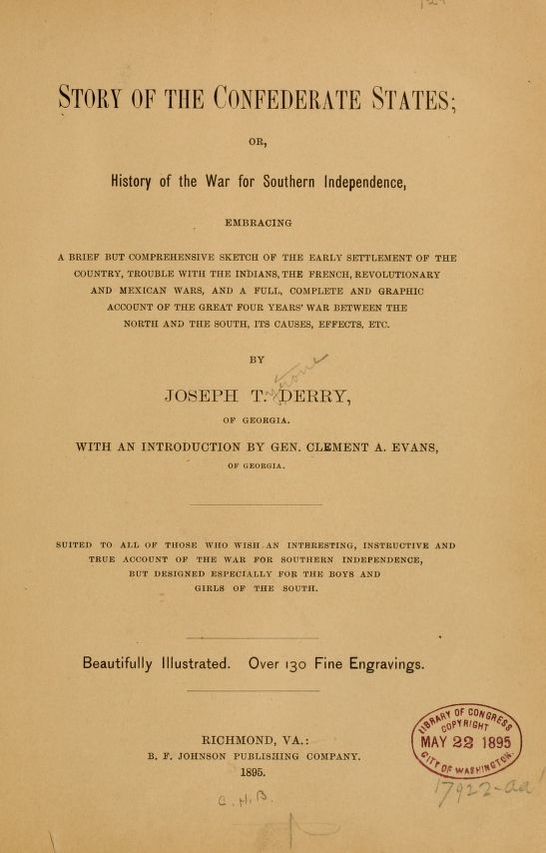 STORY OF THE CONFEDERATE STATES;
OR,
History of the War for Southern Independence,
EMBRACING
A BRIEF BUT COMPREHENSIVE SKETCH OF THE EARLY SETTLEMENT OF THE
COUNTRY, TROUBLE WITH THE INDIANS, THE FRENCH, REVOLUTIONARY
AND MEXICAN WARS, AND A FULL, COMPLETE AND GRAPHIC
ACCOUNT OF THE GREAT FOUR YEARS' WAR BETWEEN THE
NORTH AND THE SOUTH, ITS CAUSES, EFFECTS, ETC.
BY
JOSEPH T. DERRY,
OF GEORGIA.
WITH AN INTRODUCTION BY GEN. CLEMENT A. EVANS,
OF GEORGIA.
SUITED TO ALL OF THOSE WHO WISH AN INTERESTING, INSTRUCTIVE AND
TRUE ACCOUNT OF THE WAR FOR SOUTHERN INDEPENDENCE,
BUT DESIGNED ESPECIALLY FOR THE BOYS AND
GIRLS OF THE SOUTH.
Beautifully Illustrated. Over 130 Fine Engravings.
RICHMOND, VA.:
B. F. JOHNSON PUBLISHING COMPANY.
1895.
LIBRARY OF CONGRESS
COPYRIGHT
MAY 22 1895
CITY OF WASHINGTON.
17922-aa'
C.H.B.